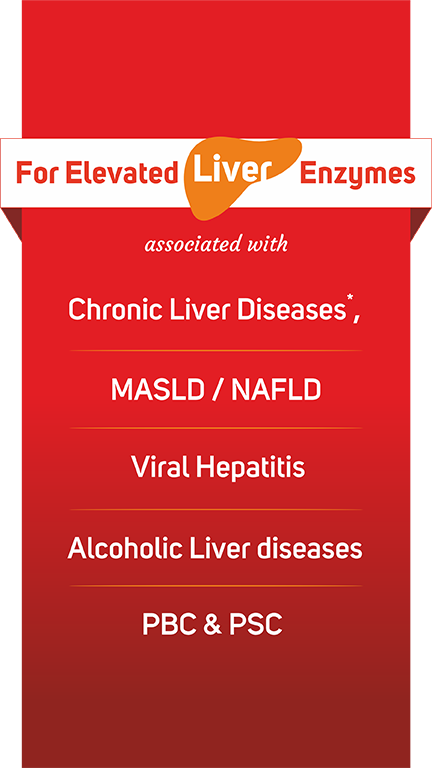 For Elevated Liver Enzymes
associated with
Chronic Liver Diseases*,
MASLD / NAFLD
Viral Hepatitis
Alcoholic Liver diseases
PBC & PSC